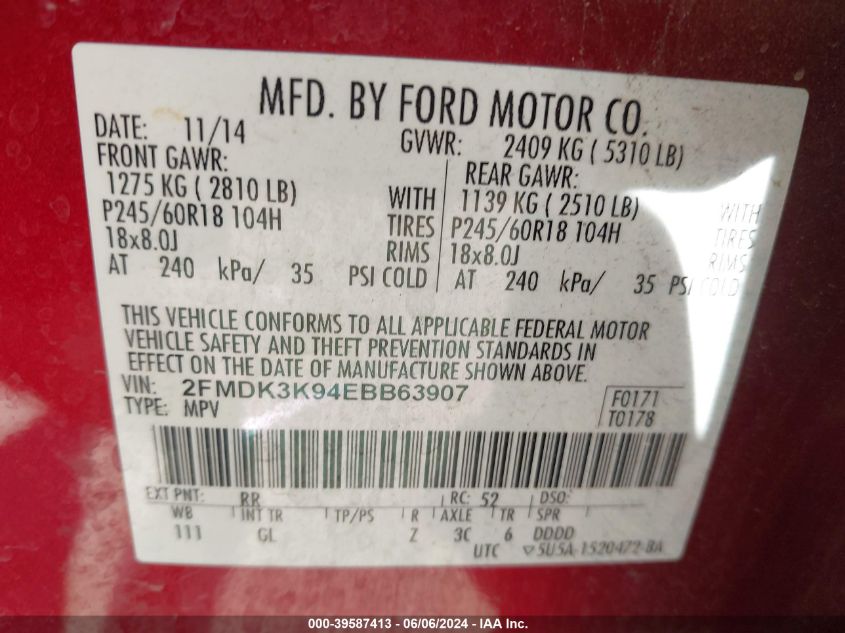 MFD. BY FORD MOTOR CO.
DATE: 11/14 GVWR: 2409 KG ( 5310 LB)
FRONT GAWR: REAR GAWR:
1275 KG ( 2810 LB) WITH 1139 KG ( 2510 LB) WITH
P245/60R18 104H TIRES P245/60R18 104H TIRES
18x8.0J RIMS 18x8.0J RIMS
AT 240 kPa/ 35 PSI COLD AT 240 kPa/ 35 PSI COLD
THIS VEHICLE CONFORMS TO ALL APPLICABLE FEDERAL MOTOR
VEHICLE SAFETY AND THEFT PREVENTION STANDARDS IN
EFFECT ON THE DATE OF MANUFACTURE SHOWN ABOVE.
VIN: 2FMDK3K94EBB63907 F0171
TYPE: MPV T0178
EXT PNT: RR RC: 52 DSO:
WB INT TR TP/PS R AXLE TR SPR
111 GL Z 3C 6 DDDD
UTC ▽5U5A-1520472-BA
000-39587413 - 06/06/2024 - IAAI Inc.